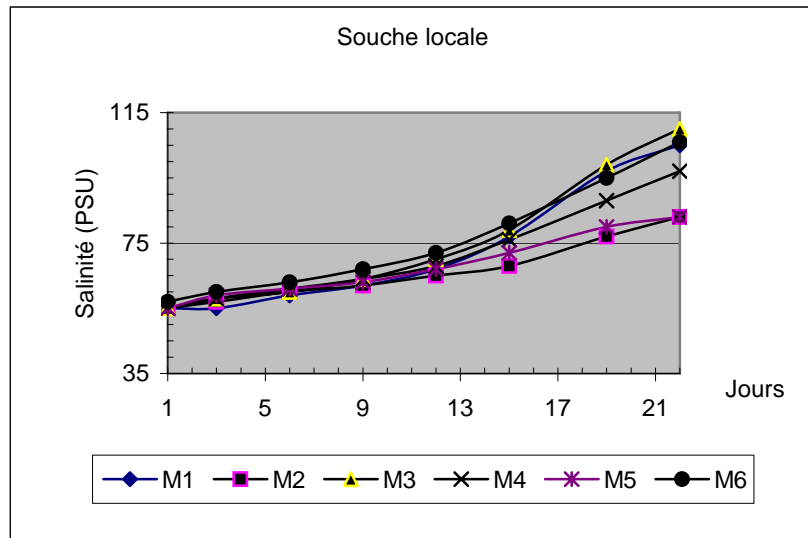 Souche locale
115
75
35
Salinité (PSU)
1 5 9 13 17 21
Jours
M1 M2 M3 M4 M5 M6